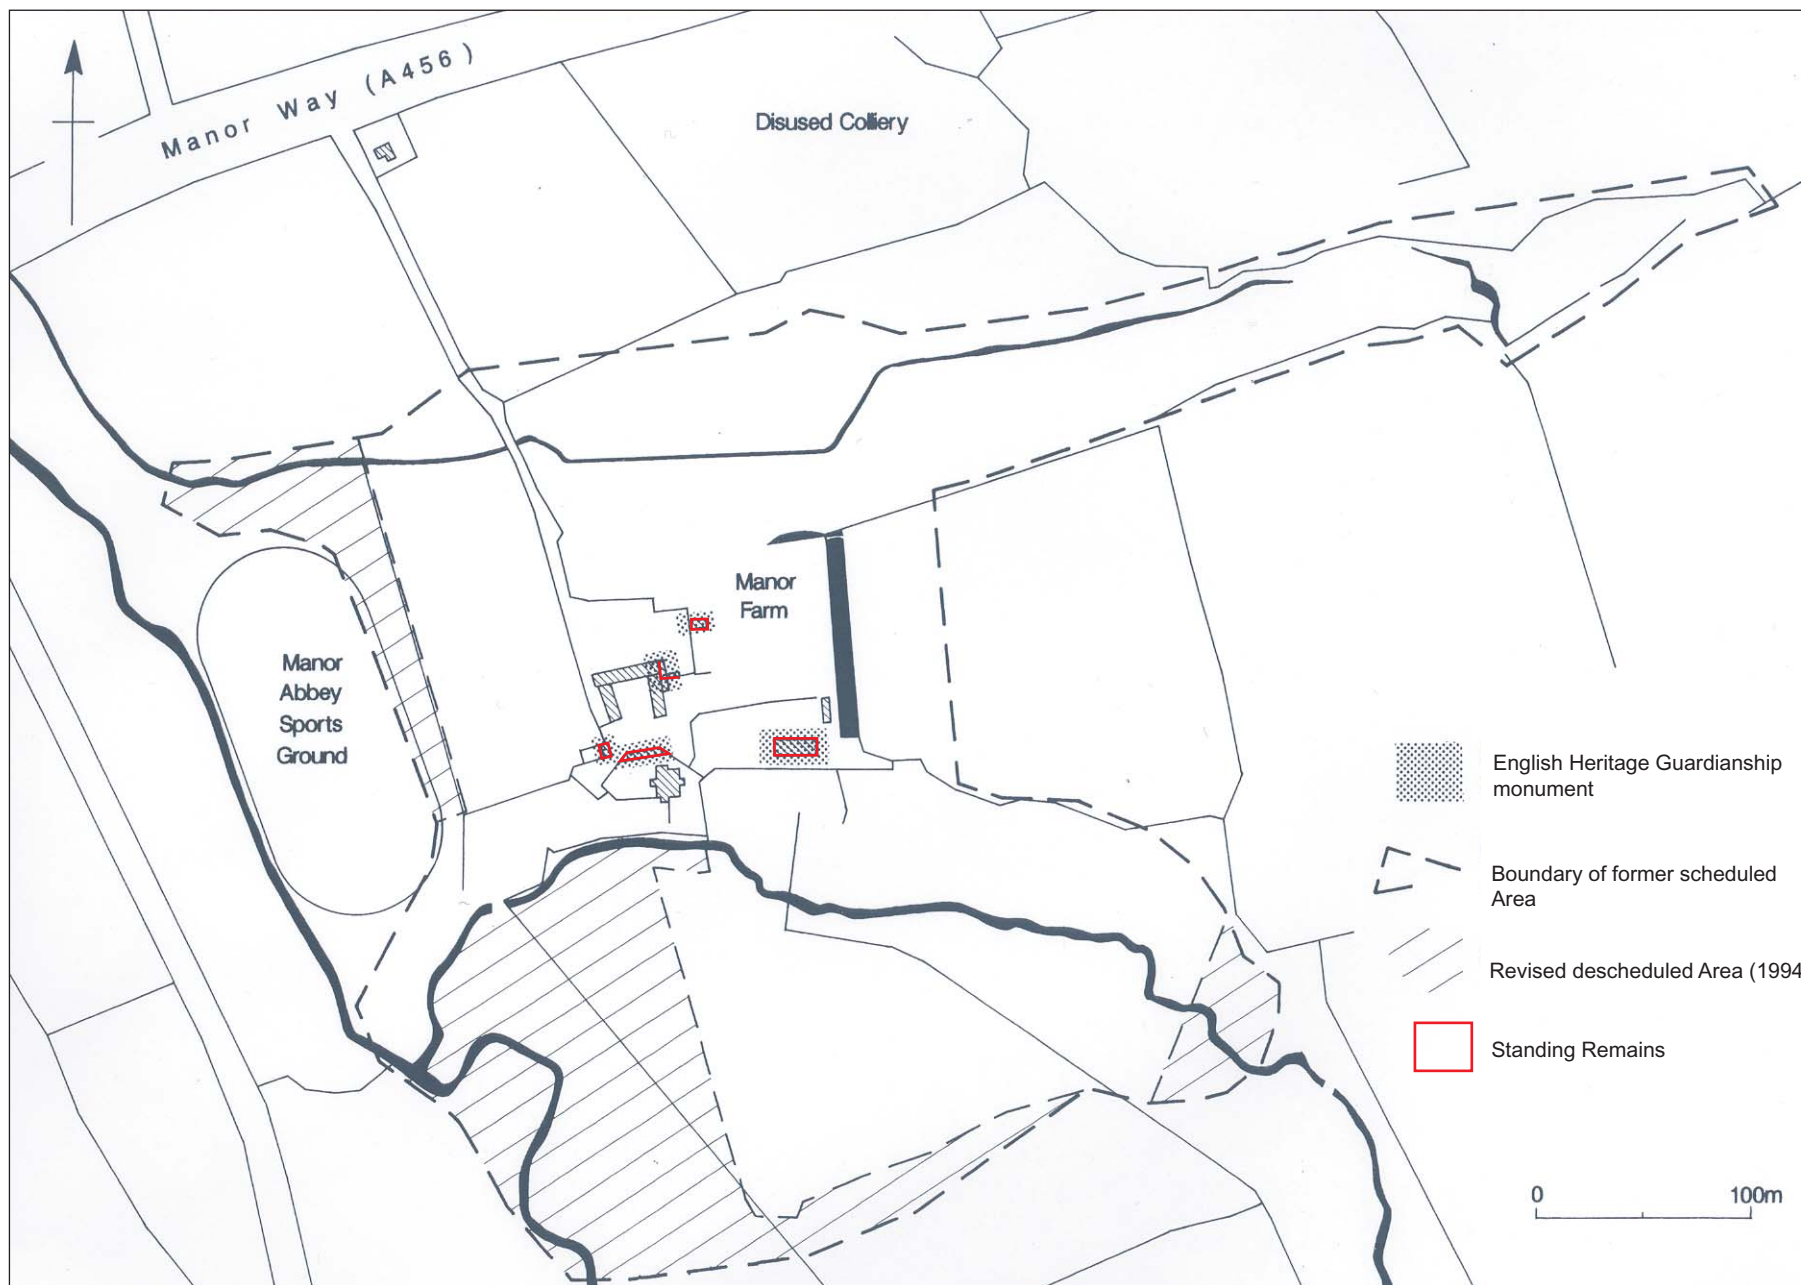 Manor Way (A456)
Disused Colliery
Manor
Farm
Manor
Abbey
Sports
Ground
English Heritage Guardianship
monument
Boundary of former scheduled
Area
Revised descheduled Area (1994
Standing Remains
0 100m